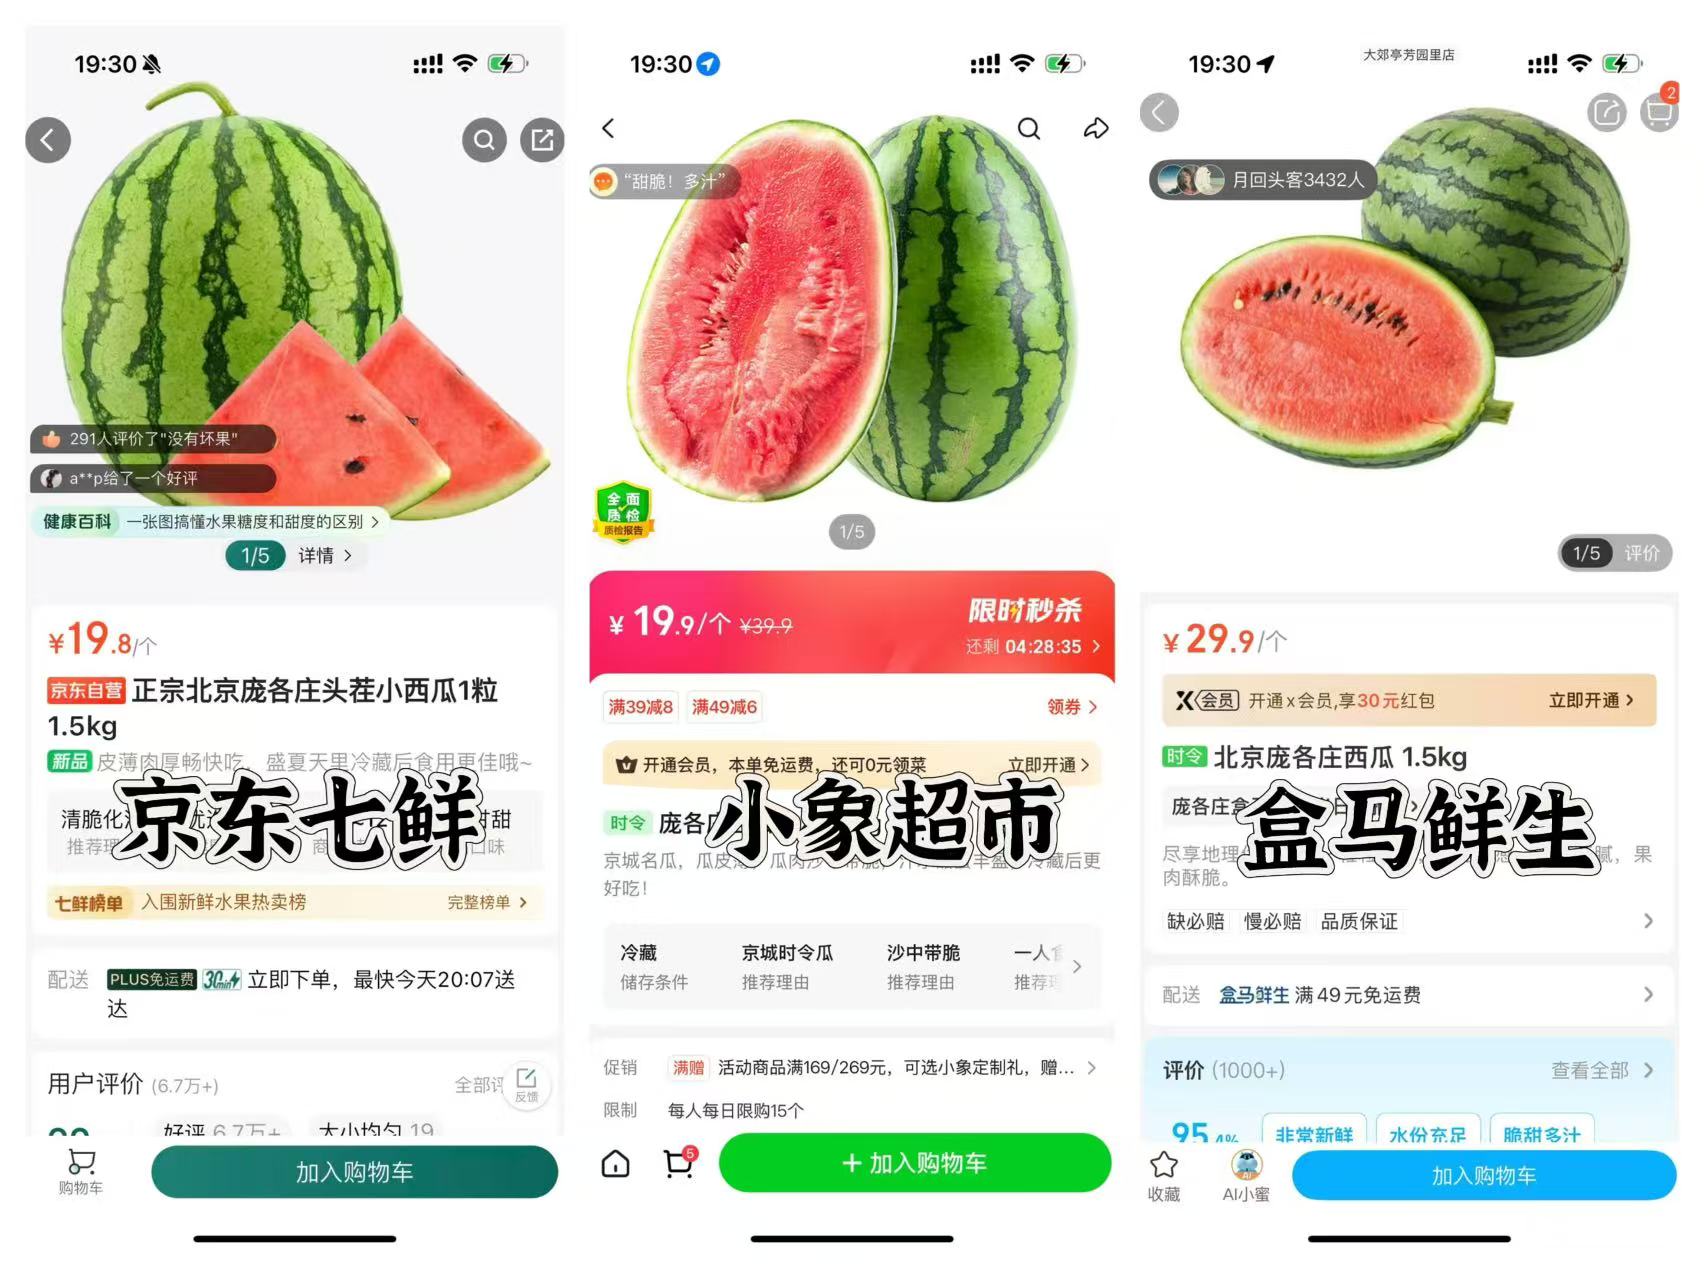 19:30
291人评价了"没有坏果"
a**p给了一个好评
健康百科 一张图搞懂水果糖度和甜度的区别 >
1/5 详情 >
¥19.8/个
京东自营 正宗北京庞各庄头茬小西瓜1粒
1.5kg
新品 皮薄肉厚畅快吃，盛夏天里冷藏后食用更佳哦~
京东七鲜
清脆化
甜
推荐理
口味
七鲜榜单 入围新鲜水果热卖榜 完整榜单 >
配送 PLUS免运费 30min 立即下单，最快今天20:07送
达
用户评价 (6.7万+) 全部评
反馈
好评 6.7万+ 大小均匀 19
购物车
加入购物车
19:30
“甜脆！多汁”
全面
质检
质检报告
1/5
¥19.9/个 ¥39.9
限时秒杀
还剩 04:28:35 >
满39减8 满49减6 领券 >
开通会员，本单免运费，还可0元领菜 立即开通 >
时令 庞各
小象超市
京城名瓜，瓜皮
瓜肉沙
冷藏后更
好吃！
冷藏 京城时令瓜 沙中带脆 一人食
储存条件 推荐理由 推荐理由 推荐理
促销 满赠 活动商品满169/269元，可选小象定制礼，赠... >
限制 每人每日限购15个
5
+ 加入购物车
19:30
大郊亭芳园里店
2
月回头客3432人
1/5 评价
¥29.9/个
X会员 开通x会员,享30元红包 立即开通 >
时令 北京庞各庄西瓜 1.5kg
庞各庄
盒马鲜生
尽享地理
腻，果
肉酥脆。
缺必赔 慢必赔 品质保证 >
配送 盒马鲜生 满49元免运费 >
评价 (1000+) 查看全部 >
95.4% 非常新鲜 水份充足 脆甜多汁
收藏
AI小蜜
加入购物车